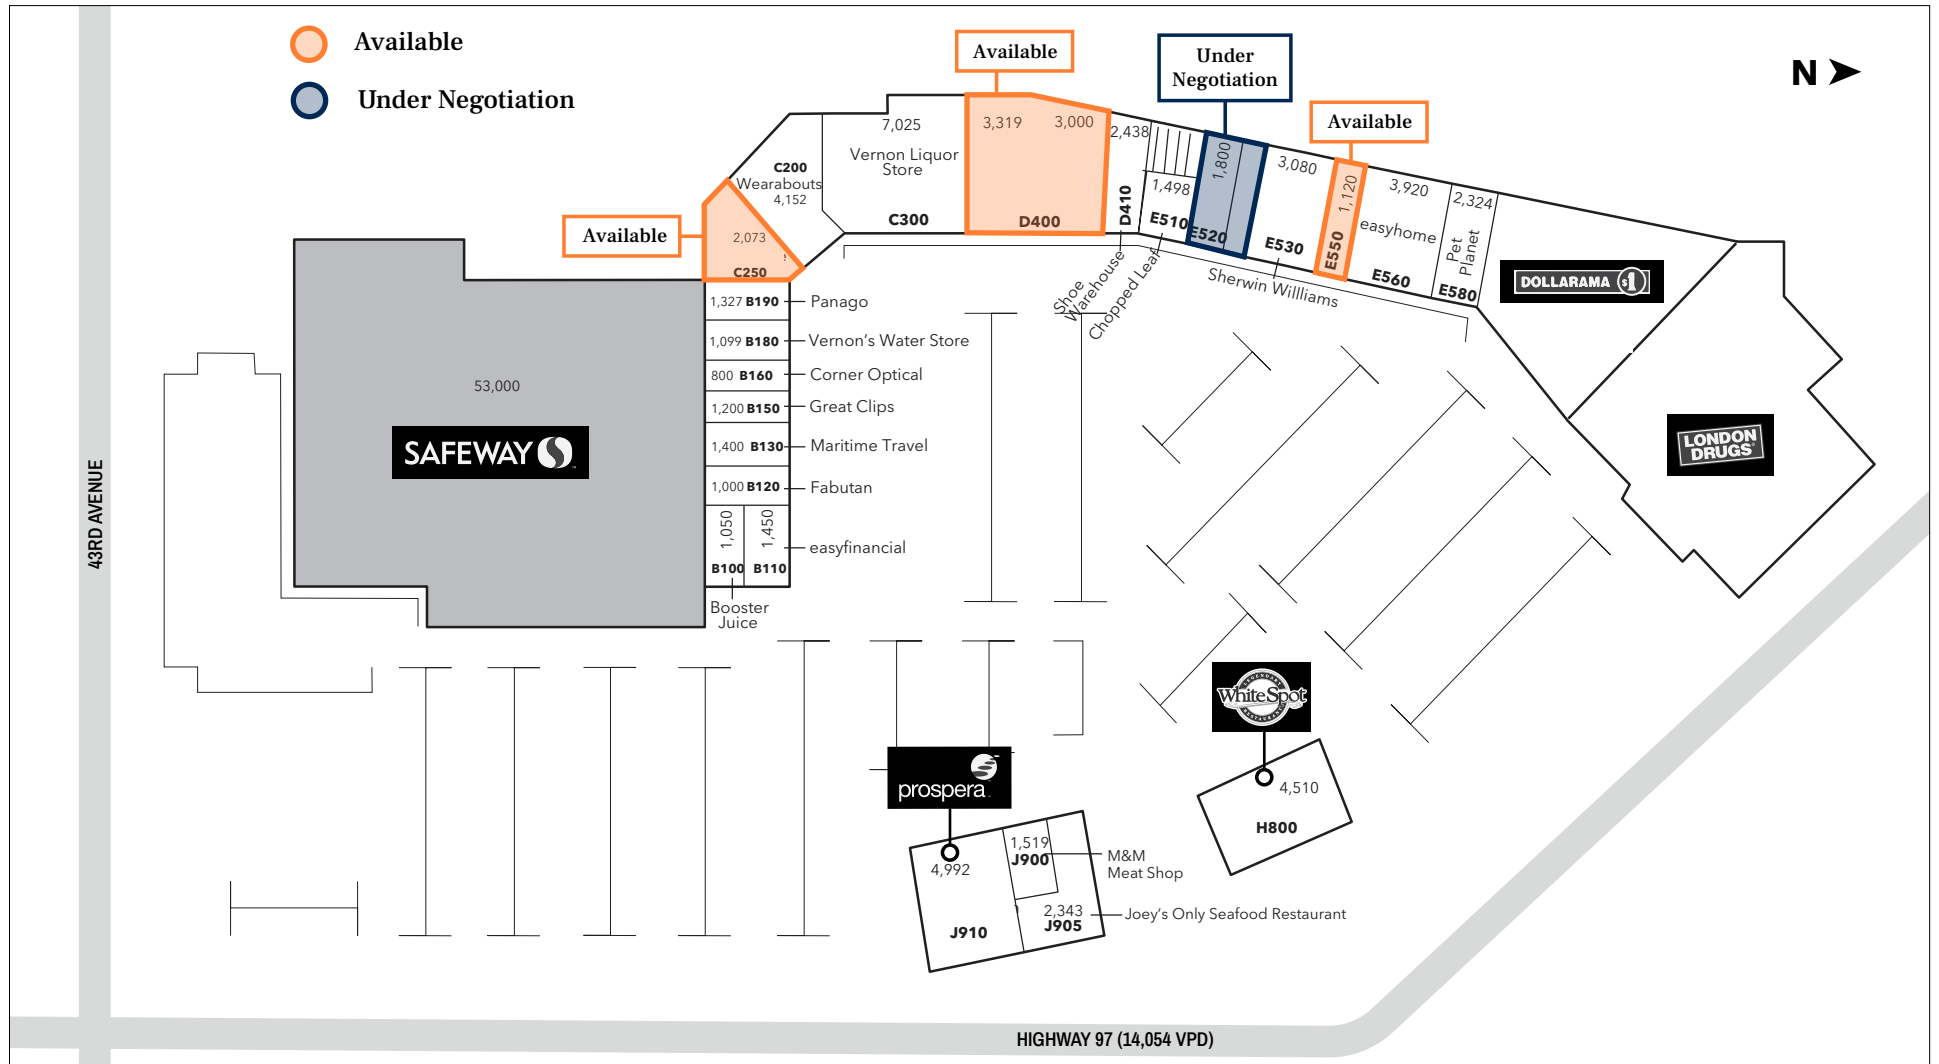 Available
Under Negotiation
N
Available
Under
Negotiation
Available
Available
7,025
Vernon Liquor
Store
C300
3,319
3,000
D400
2,438
D410
1,498
E510
1,800
E520
3,080
E530
1,120
E550
3,920
easyhome
E560
2,324
Pet
Planet
E580
C200
Wearabouts
4,152
2,073
C250
Shoe
Warehouse
Chopped Leaf
Sherwin Willliams
DOLLARAMA $1
LONDON
DRUGS
53,000
SAFEWAY S
1,327 B190 Panago
1,099 B180 Vernon's Water Store
800 B160 Corner Optical
1,200 B150 Great Clips
1,400 B130 Maritime Travel
1,000 B120 Fabutan
1,050
B100
1,450
B110
easyfinancial
Booster
Juice
43RD AVENUE
LEGENDARY
White Spot
RESTAURANT
4,510
H800
prospera
4,992
J910
1,519
J900
M&M
Meat Shop
2,343
J905
Joey's Only Seafood Restaurant
HIGHWAY 97 (14,054 VPD)